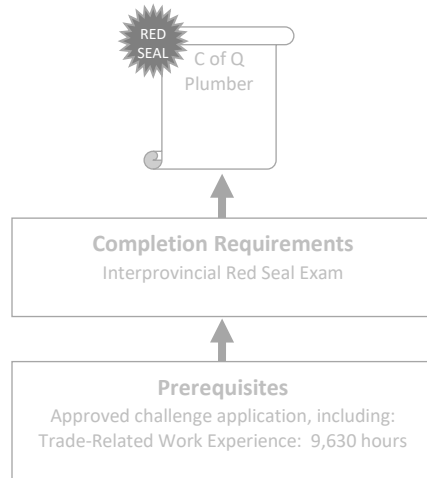 RED
SEAL
C of Q
Plumber
Completion Requirements
Interprovincial Red Seal Exam
Prerequisites
Approved challenge application, including:
Trade-Related Work Experience: 9,630 hours